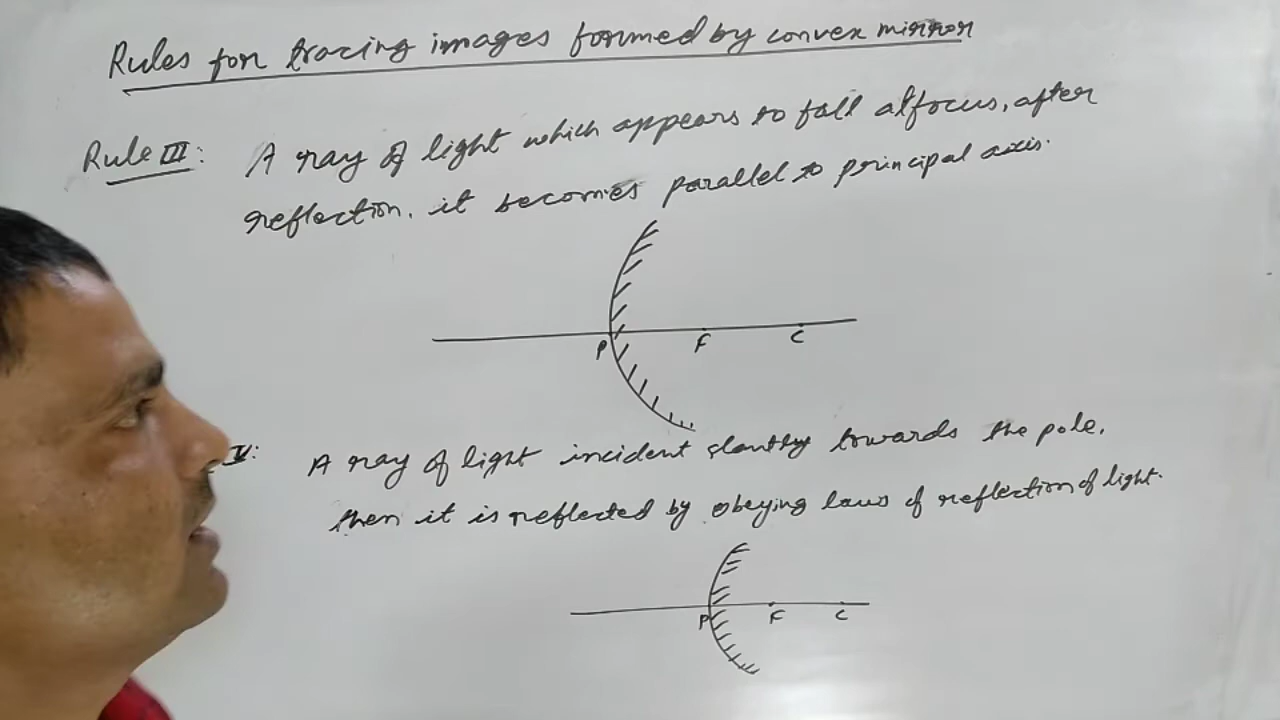 Rules for tracing images formed by convex mirror
Rule III: A ray of light which appears to fall at focus, after
reflection, it becomes parallel to principal axis.
P F C
V: A ray of light incident slantly towards the pole,
then it is reflected by obeying laws of reflection of light.
P F C